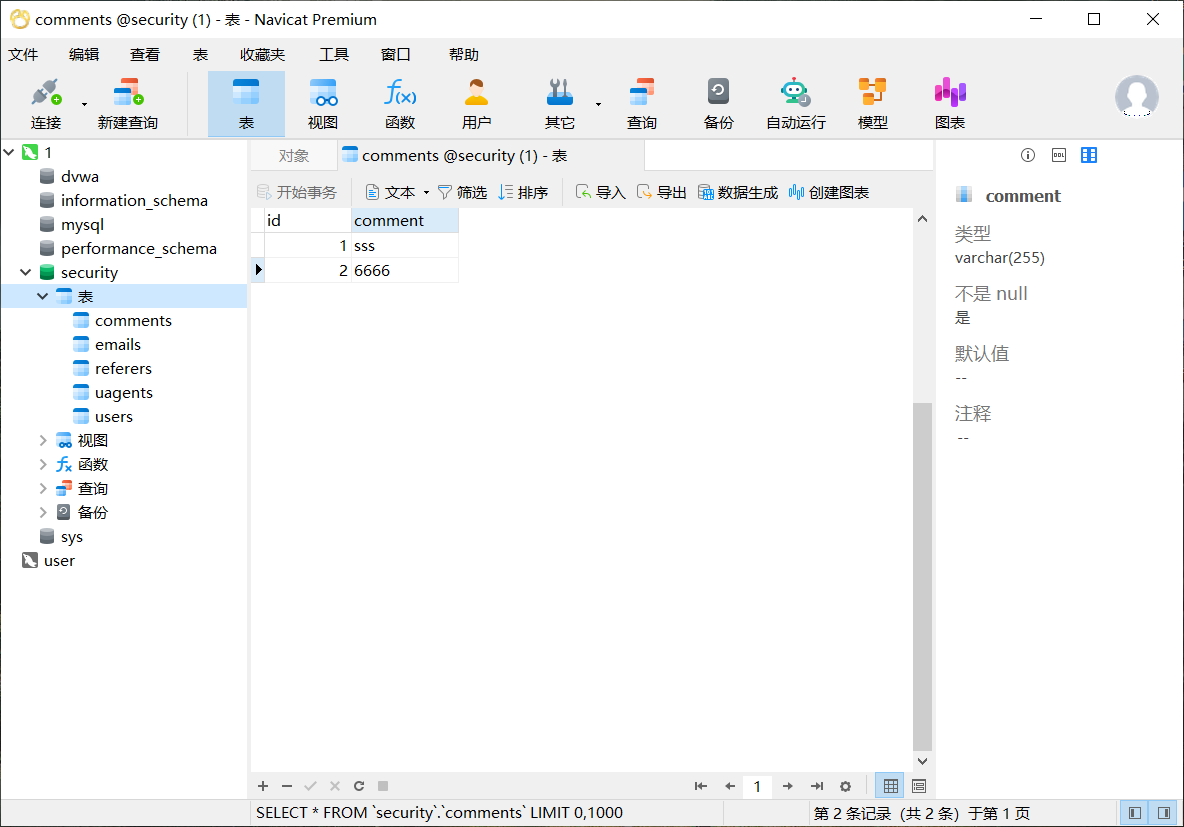 comments @security (1) - 表 - Navicat Premium
文件 编辑 查看 表 收藏夹 工具 窗口 帮助
连接 新建查询 表 视图 函数 用户 其它 查询 备份 自动运行 模型 图表
1
dvwa
information_schema
mysql
performance_schema
security
表
comments
emails
referers
uagents
users
视图
函数
查询
备份
sys
user
对象 comments @security (1) - 表
开始事务 文本 筛选 排序 导入 导出 数据生成 创建图表
id comment
1 sss
2 6666
DDL
comment
类型
varchar(255)
不是 null
是
默认值
--
注释
--
1
SELECT * FROM `security`.`comments` LIMIT 0,1000
第 2 条记录 (共 2 条) 于第 1 页